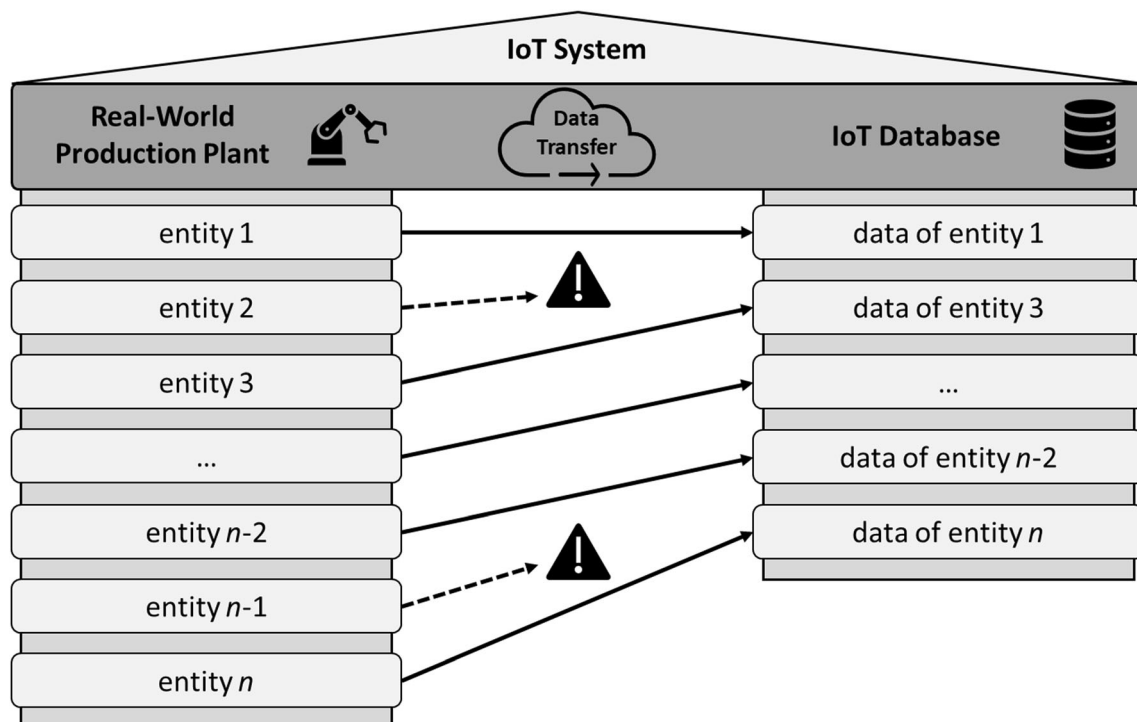 IoT System
Real-World
Production Plant
Data
Transfer
IoT Database
entity 1
data of entity 1
entity 2
data of entity 3
entity 3
...
...
data of entity n-2
entity n-2
data of entity n
entity n-1
entity n